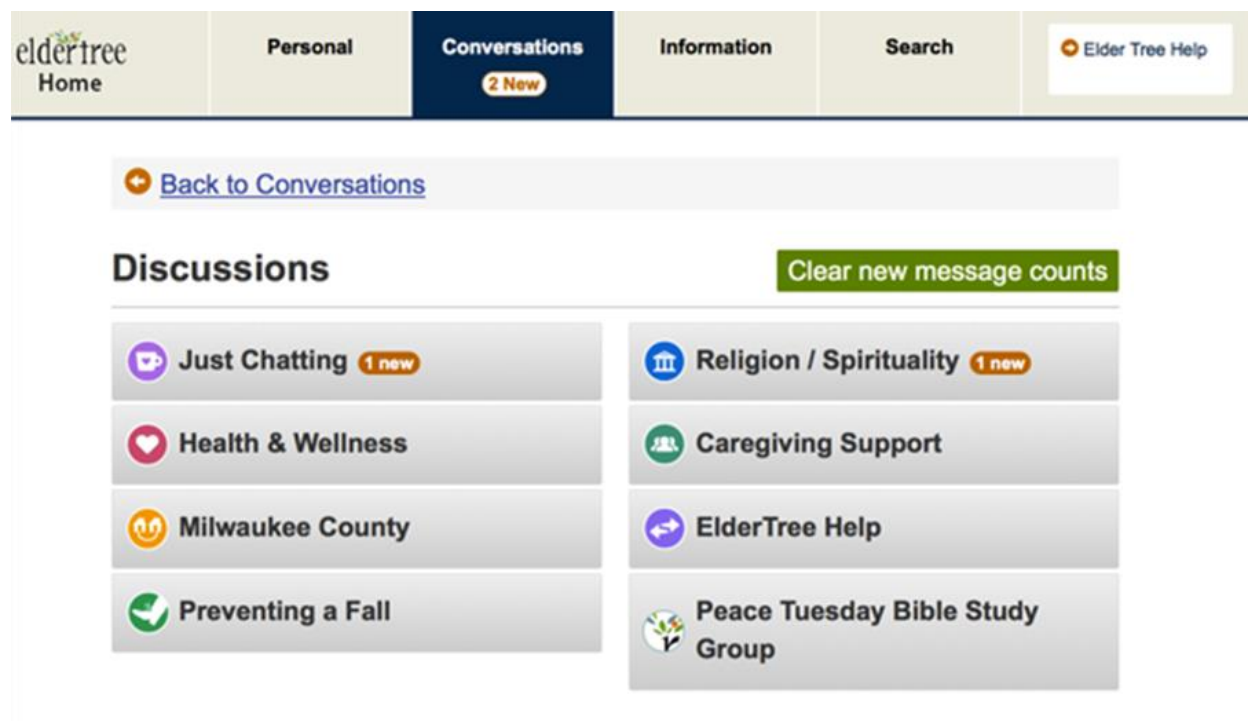 eldertree
Home
Personal
Conversations
2 New
Information
Search
Elder Tree Help
Back to Conversations
Discussions
Clear new message counts
Just Chatting 1 new
Religion / Spirituality 1 new
Health & Wellness
Caregiving Support
Milwaukee County
ElderTree Help
Preventing a Fall
Peace Tuesday Bible Study
Group